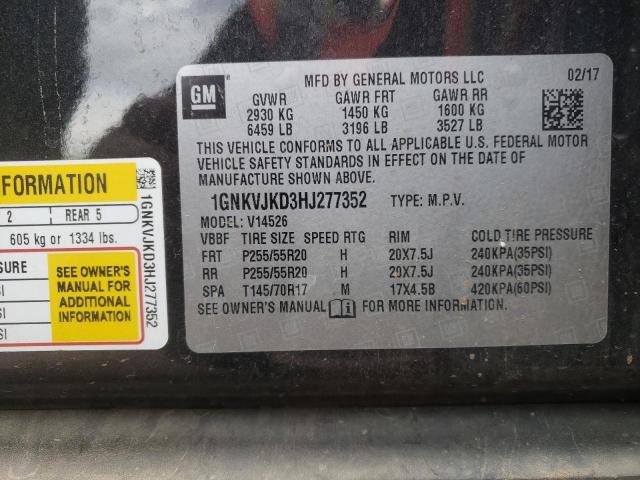 GM
MFD BY GENERAL MOTORS LLC 02/17
GVWR GAWR FRT GAWR RR
2930 KG 1450 KG 1600 KG
6459 LB 3196 LB 3527 LB
THIS VEHICLE CONFORMS TO ALL APPLICABLE U.S. FEDERAL MOTOR
VEHICLE SAFETY STANDARDS IN EFFECT ON THE DATE OF
MANUFACTURE SHOWN ABOVE.
1GNKVJKD3HJ277352 TYPE: M.P.V.
MODEL: V14526
VBBF TIRE SIZE SPEED RTG RIM COLD TIRE PRESSURE
FRT P255/55R20 H 20X7.5J 240KPA(35PSI)
RR P255/55R20 H 20X7.5J 240KPA(35PSI)
SPA T145/70R17 M 17X4.5B 420KPA(60PSI)
SEE OWNER'S MANUAL FOR MORE INFORMATION
FORMATION
2 REAR 5
605 kg or 1334 lbs.
SURE
SI
SI
SI
SEE OWNER'S
MANUAL FOR
ADDITIONAL
INFORMATION
1GNKVJKD3HJ277352